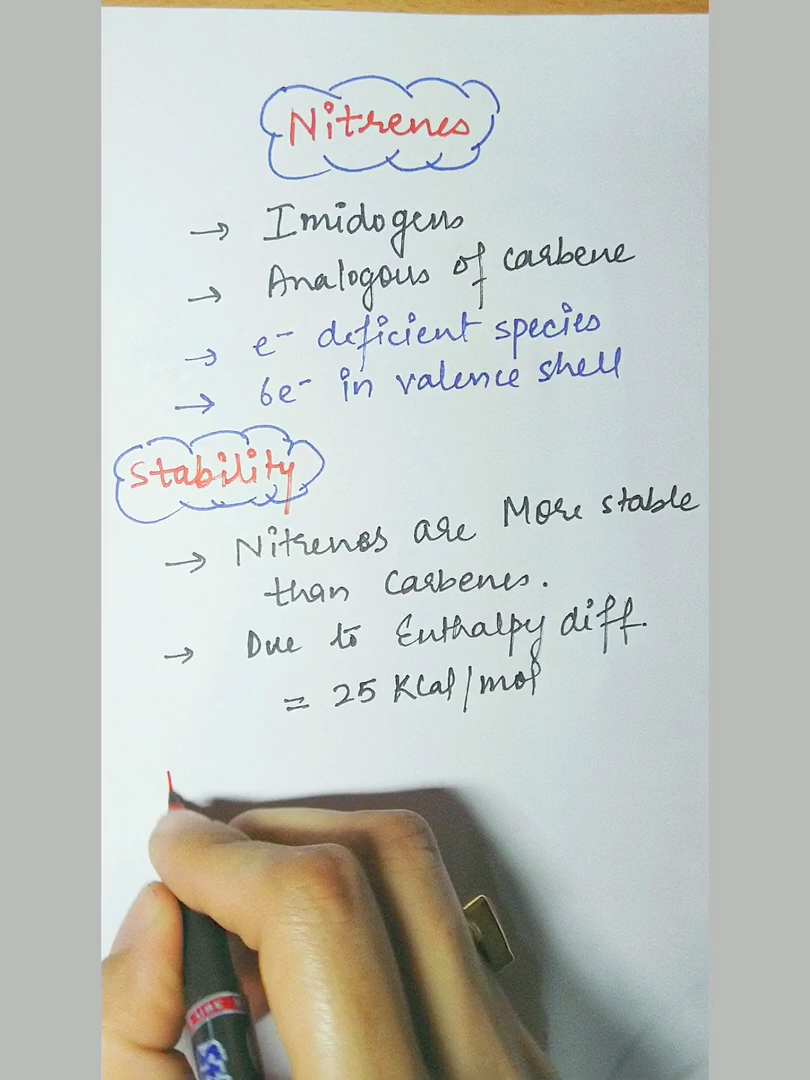 Nitrenes
→ Imidogens
→ Analogous of carbene
→ e⁻ deficient species
→ 6e⁻ in valence shell
Stability
→ Nitrenes are More stable
than Carbenes.
→ Due to Enthalpy diff.
= 25 KCal/mol